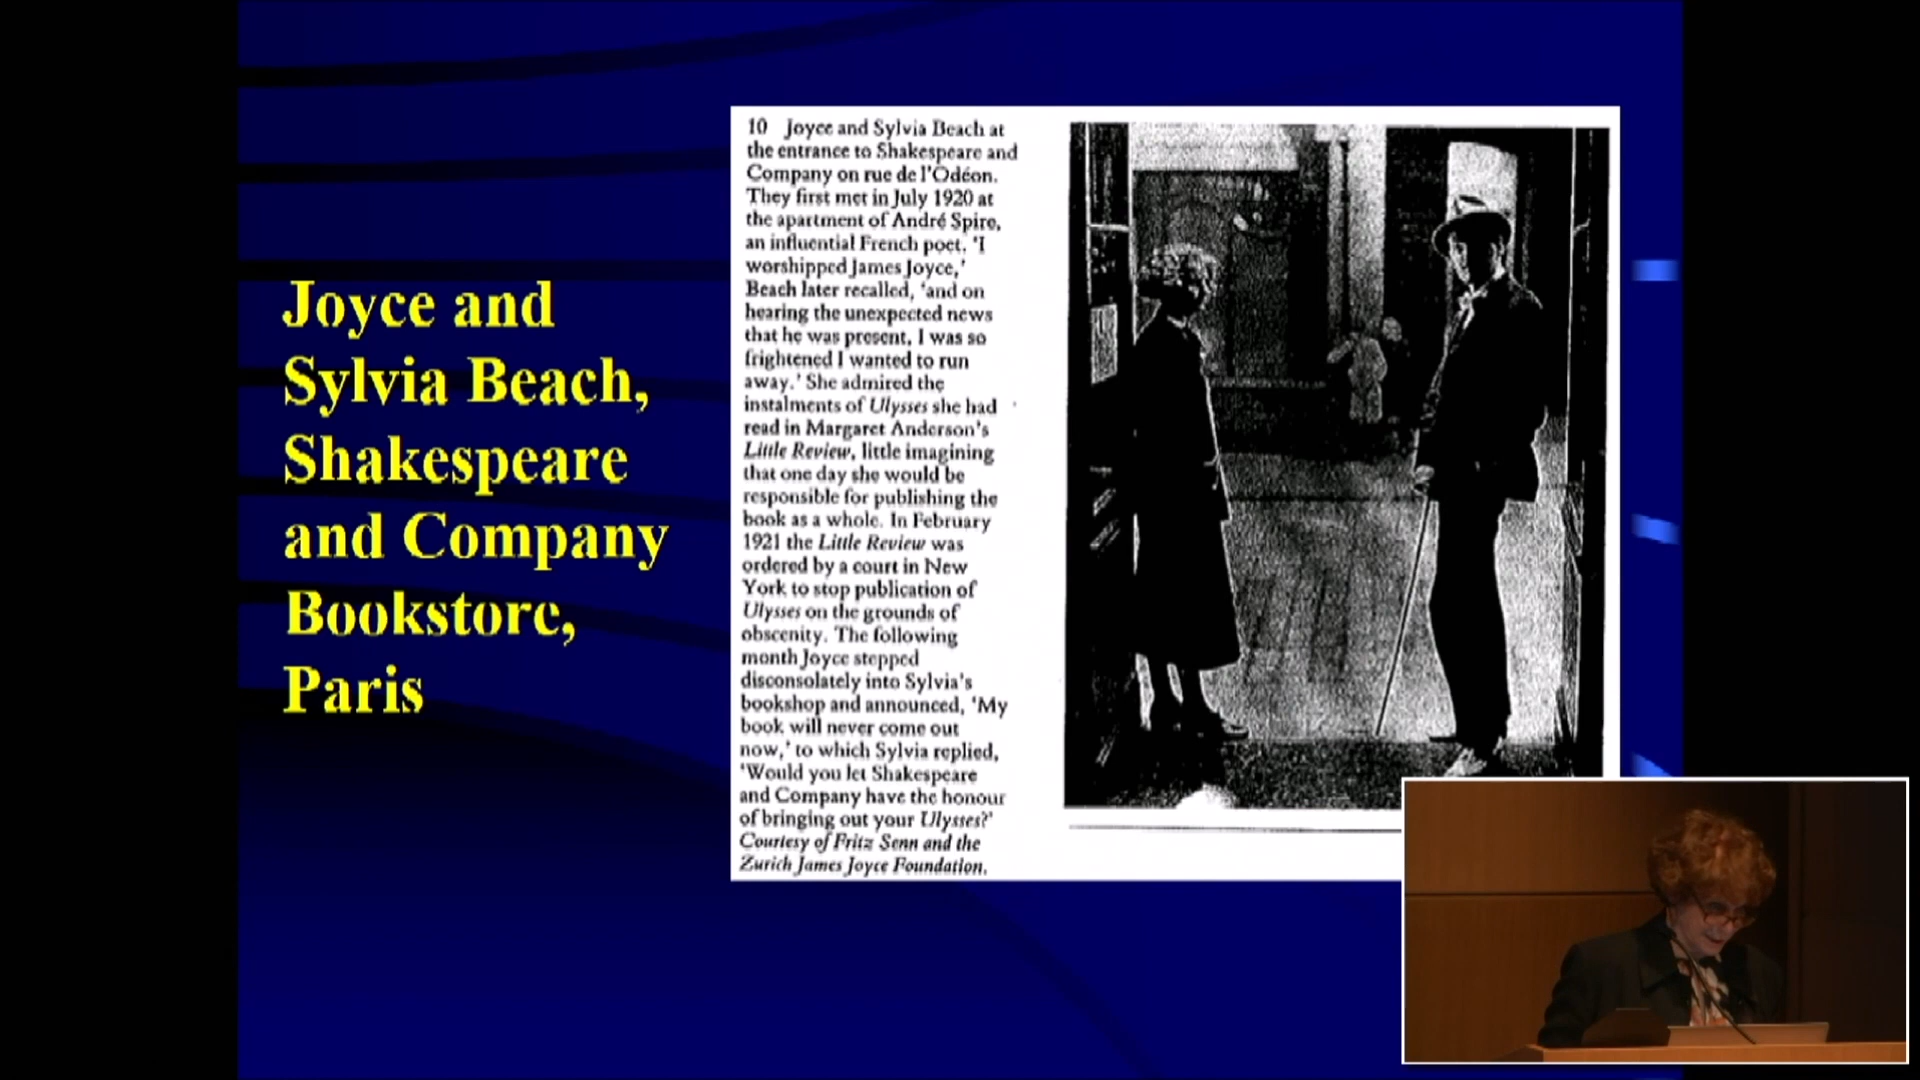 Joyce and
Sylvia Beach,
Shakespeare
and Company
Bookstore,
Paris
10 Joyce and Sylvia Beach at
the entrance to Shakespeare and
Company on rue de l'Odéon.
They first met in July 1920 at
the apartment of André Spire,
an influential French poet. 'I
worshipped James Joyce,'
Beach later recalled, 'and on
hearing the unexpected news
that he was present, I was so
frightened I wanted to run
away.' She admired the
instalments of Ulysses she had
read in Margaret Anderson's
Little Review, little imagining
that one day she would be
responsible for publishing the
book as a whole. In February
1921 the Little Review was
ordered by a court in New
York to stop publication of
Ulysses on the grounds of
obscenity. The following
month Joyce stepped
disconsolately into Sylvia's
bookshop and announced, 'My
book will never come out
now,' to which Sylvia replied,
'Would you let Shakespeare
and Company have the honour
of bringing out your Ulysses?'
Courtesy of Fritz Senn and the
Zurich James Joyce Foundation.